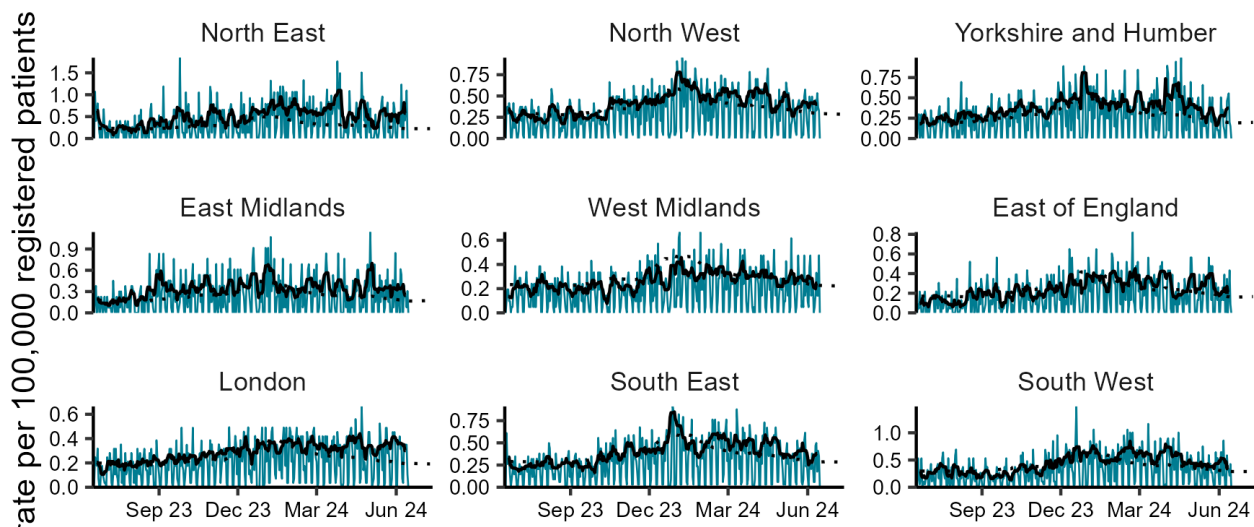 rate per 100,000 registered patients
North East
North West
Yorkshire and Humber
1.5
1.0
0.5
0.0
0.75
0.50
0.25
0.00
0.75
0.50
0.25
0.00
East Midlands
West Midlands
East of England
0.9
0.6
0.3
0.0
0.6
0.4
0.2
0.0
0.8
0.6
0.4
0.2
0.0
London
South East
South West
0.6
0.4
0.2
0.0
0.75
0.50
0.25
0.00
1.0
0.5
0.0
Sep 23 Dec 23 Mar 24 Jun 24
Sep 23 Dec 23 Mar 24 Jun 24
Sep 23 Dec 23 Mar 24 Jun 24